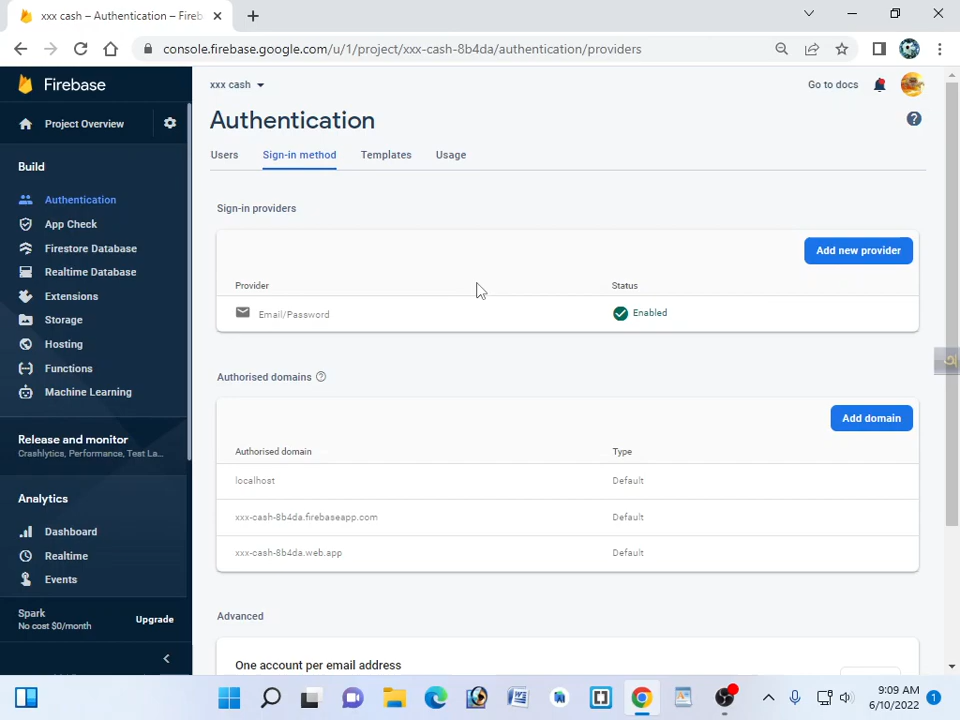 xxx cash – Authentication – Fireb
console.firebase.google.com/u/1/project/xxx-cash-8b4da/authentication/providers
Firebase
xxx cash
Go to docs
Project Overview
Authentication
Users
Sign-in method
Templates
Usage
Build
Authentication
App Check
Firestore Database
Realtime Database
Extensions
Storage
Hosting
Functions
Machine Learning
Release and monitor
Crashlytics, Performance, Test La...
Analytics
Dashboard
Realtime
Events
Spark
No cost $0/month
Upgrade
Sign-in providers
Add new provider
Provider
Status
Email/Password
Enabled
Authorised domains
Add domain
Authorised domain
Type
localhost
Default
xxx-cash-8b4da.firebaseapp.com
Default
xxx-cash-8b4da.web.app
Default
Advanced
One account per email address
9:09 AM
6/10/2022
1